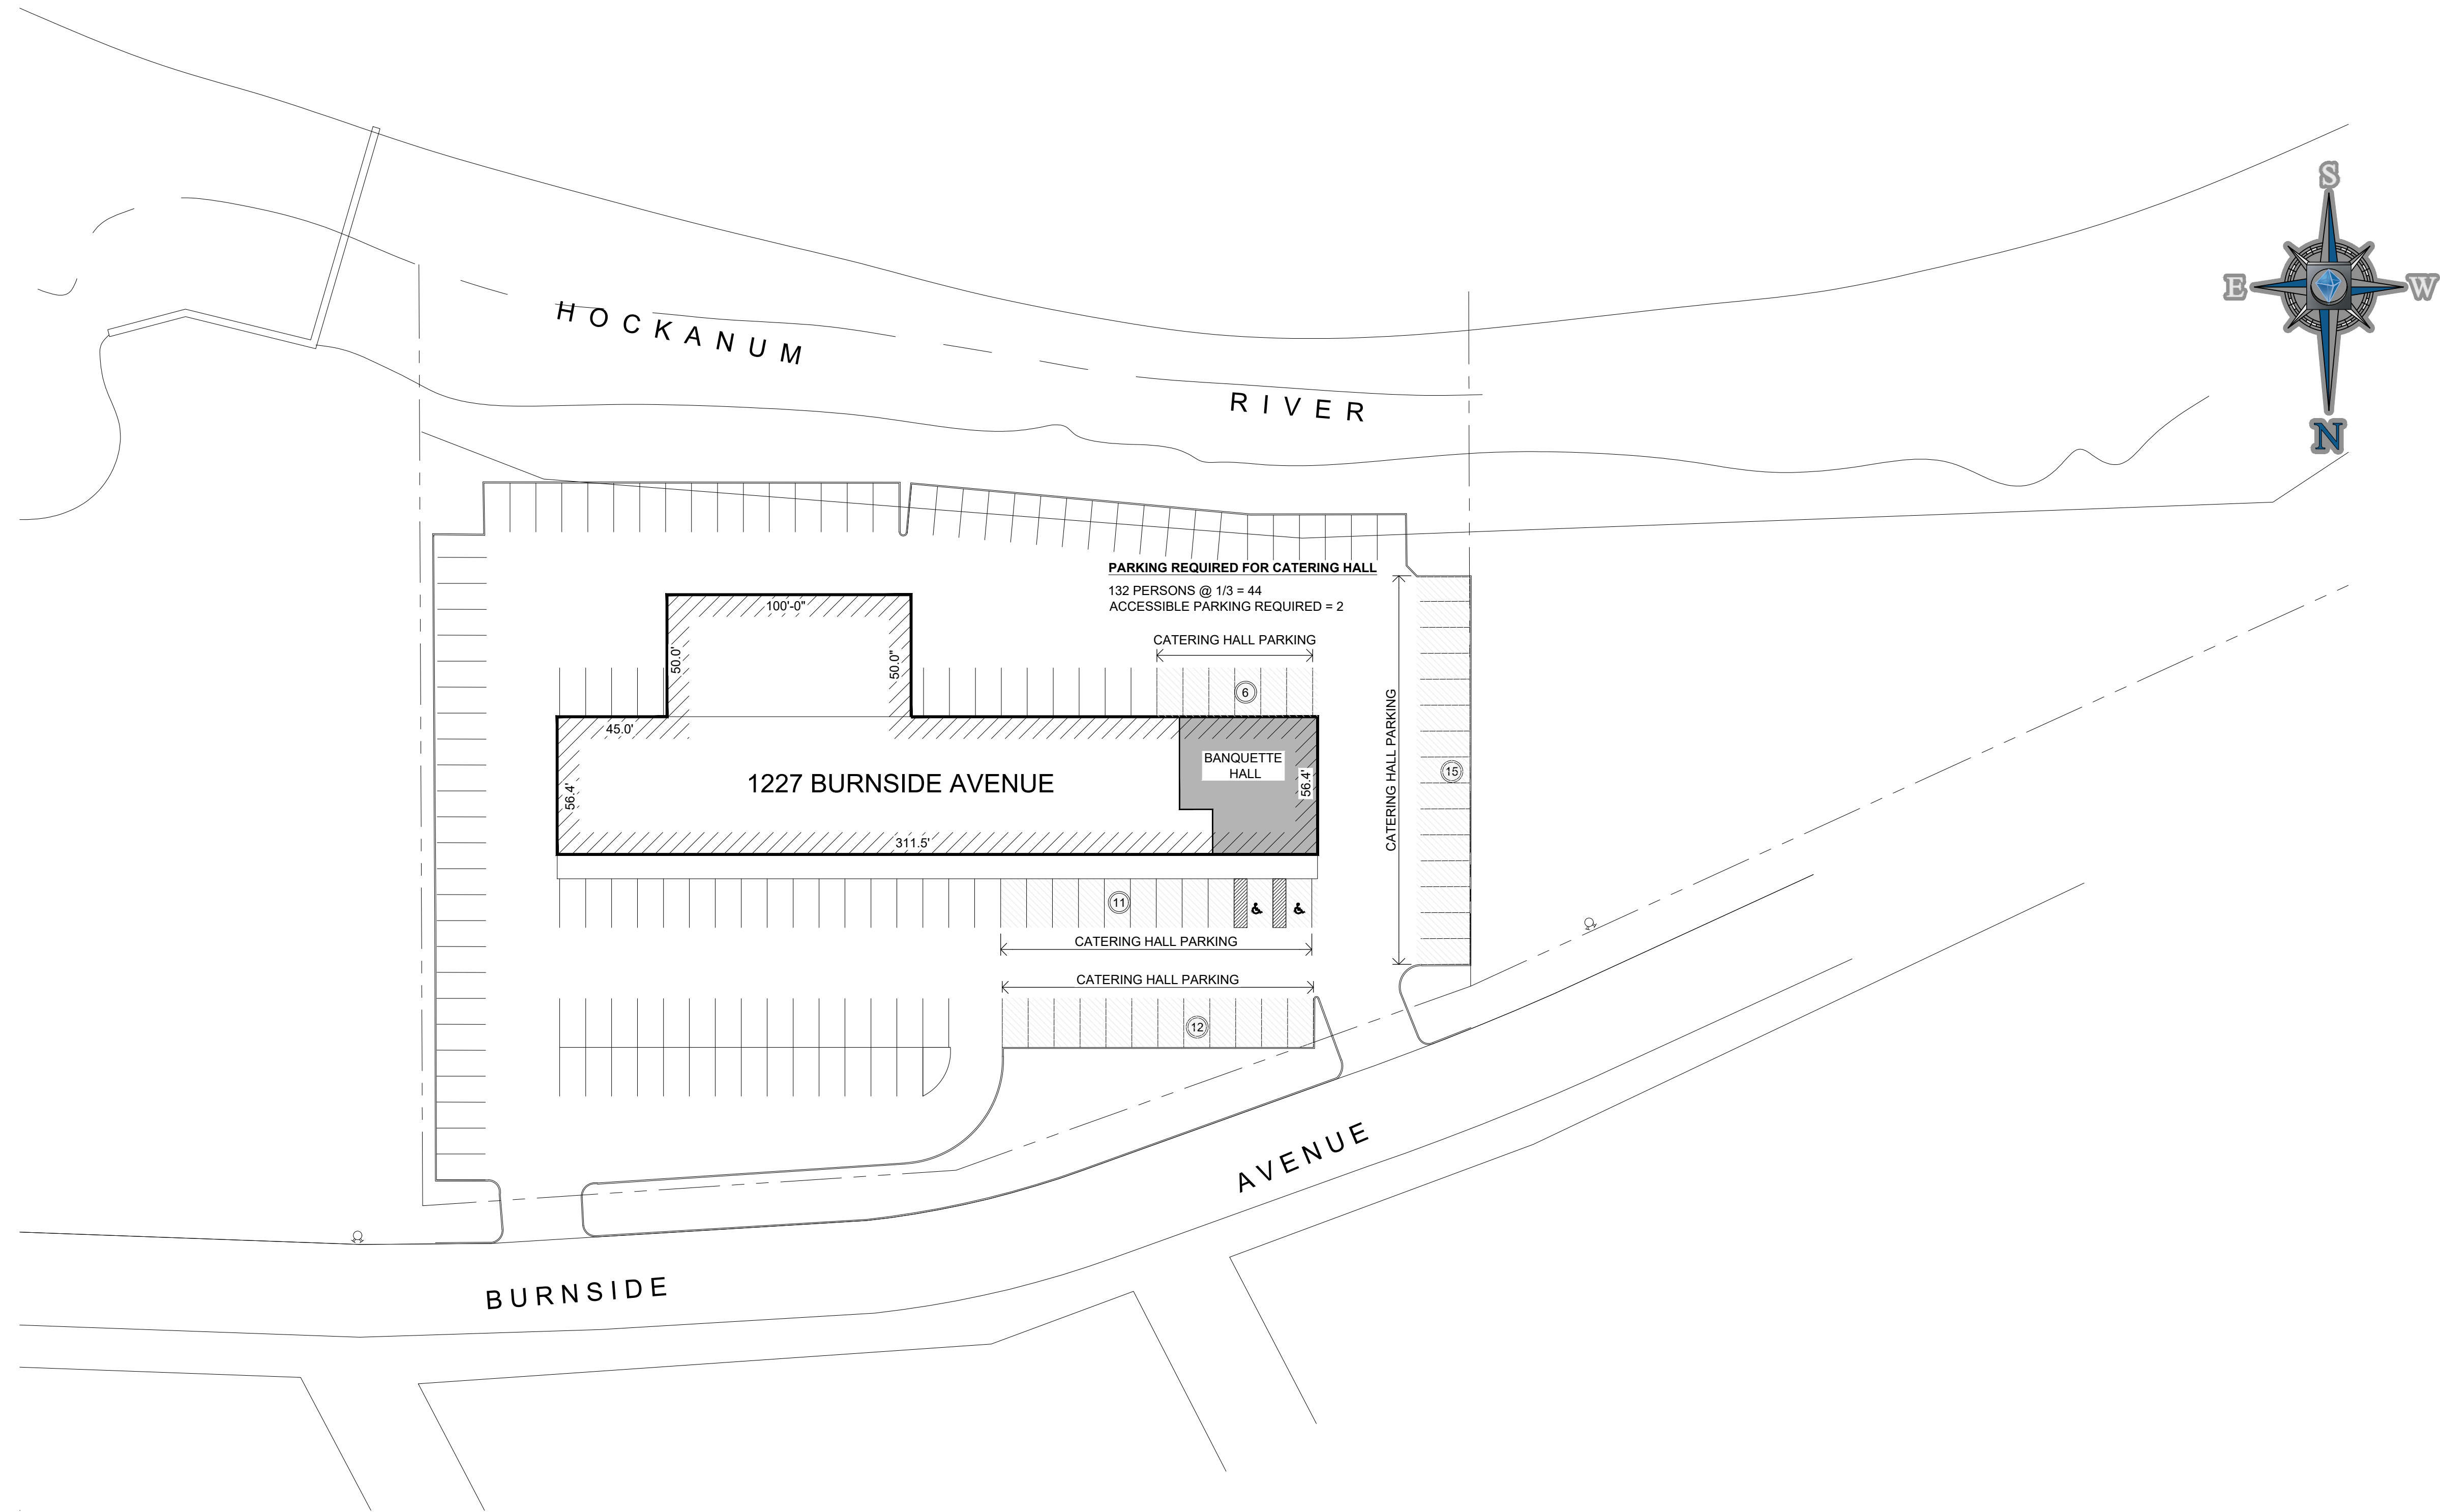 S
E
W
N
HOCKANUM
RIVER
PARKING REQUIRED FOR CATERING HALL
132 PERSONS @ 1/3 = 44
ACCESSIBLE PARKING REQUIRED = 2
100'-0"
CATERING HALL PARKING
50.0'
50.0"
6
CATERING HALL PARKING
45.0'
BANQUETTE
HALL
15
1227 BURNSIDE AVENUE
56.4'
56.4'
311.5'
11
CATERING HALL PARKING
CATERING HALL PARKING
12
AVENUE
BURNSIDE